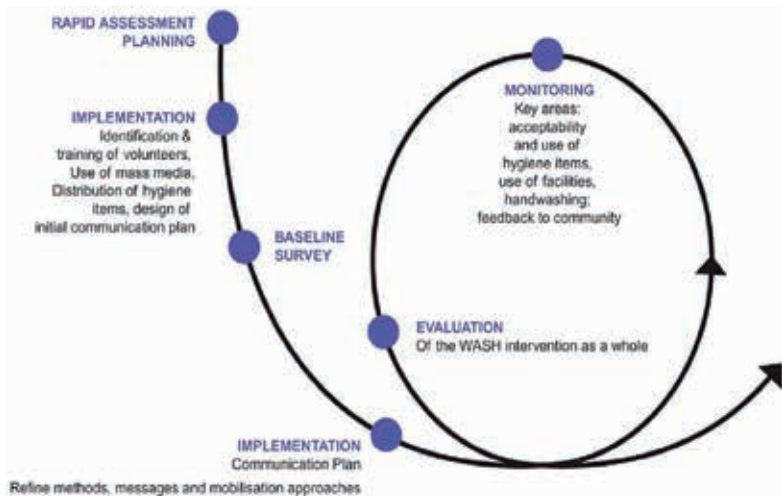 RAPID ASSESSMENT
PLANNING
IMPLEMENTATION
Identification &
training of volunteers,
Use of mass media,
Distribution of hygiene
items, design of
initial communication plan
BASELINE
SURVEY
MONITORING
Key areas:
acceptability
and use of
hygiene items,
use of facilities,
handwashing;
feedback to community
EVALUATION
Of the WASH intervention as a whole
IMPLEMENTATION
Communication Plan
Refine methods, messages and mobilisation approaches